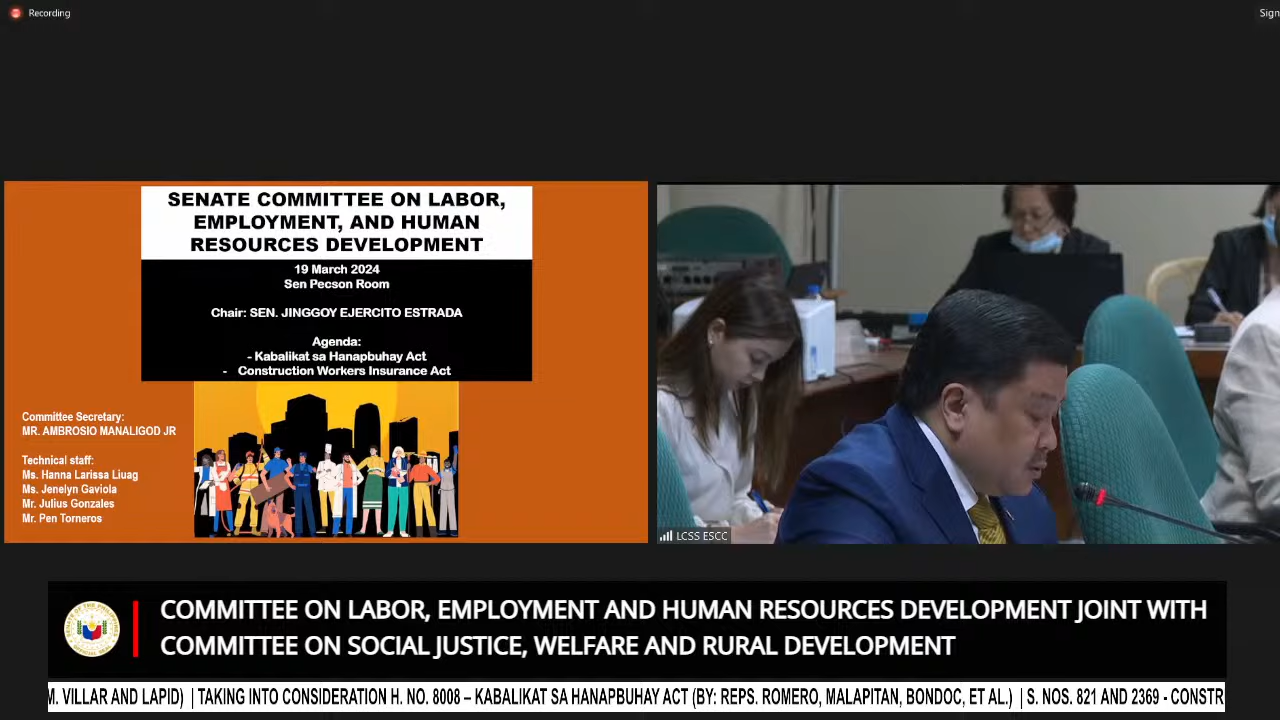 Recording
Sign
SENATE COMMITTEE ON LABOR,
EMPLOYMENT, AND HUMAN
RESOURCES DEVELOPMENT
19 March 2024
Sen Pecson Room
Chair: SEN. JINGGOY EJERCITO ESTRADA
Agenda:
- Kabalikat sa Hanapbuhay Act
- Construction Workers Insurance Act
Committee Secretary:
MR. AMBROSIO MANALIGOD JR
Technical staff:
Ms. Hanna Larissa Liuag
Ms. Jenelyn Gaviola
Mr. Julius Gonzales
Mr. Pen Torneros
LCSS ESCC
COMMITTEE ON LABOR, EMPLOYMENT AND HUMAN RESOURCES DEVELOPMENT JOINT WITH
COMMITTEE ON SOCIAL JUSTICE, WELFARE AND RURAL DEVELOPMENT
M. VILLAR AND LAPID) | TAKING INTO CONSIDERATION H. NO. 8008 – KABALIKAT SA HANAPBUHAY ACT (BY: REPS. ROMERO, MALAPITAN, BONDOC, ET AL.) | S. NOS. 821 AND 2369 - CONSTR